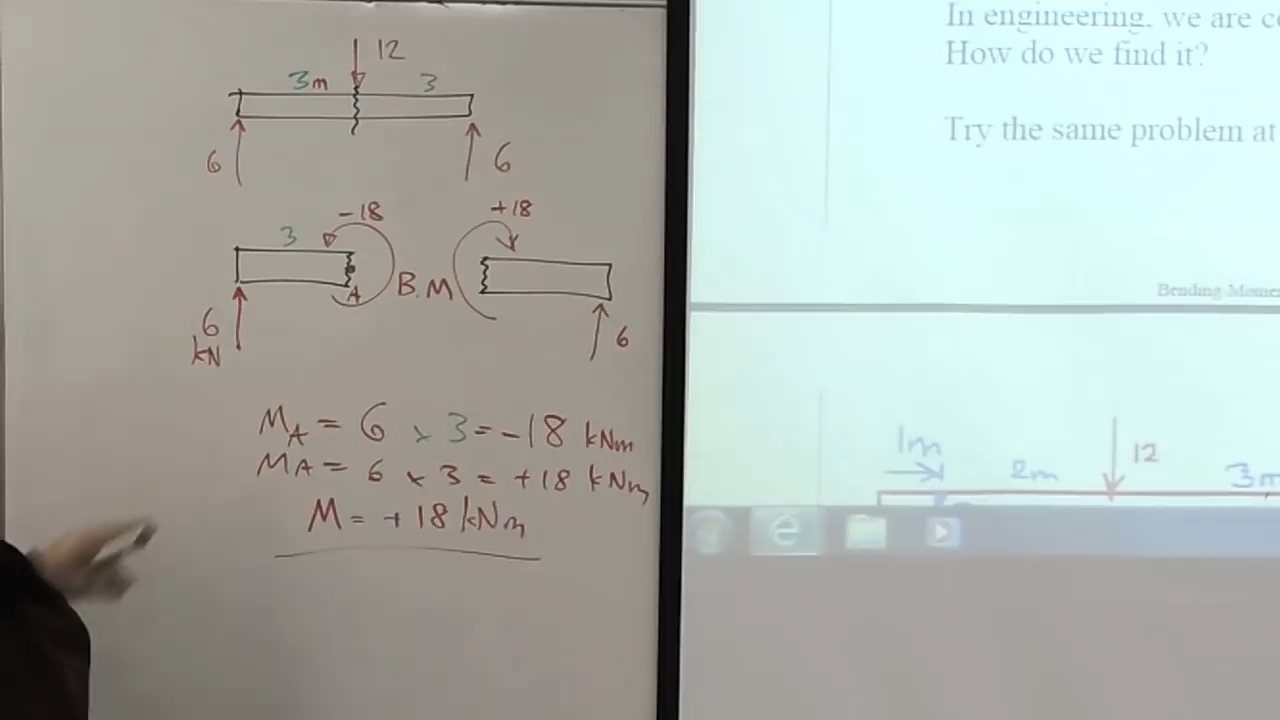 12
3m 3
6 6
-18 +18
3
A B.M
6
kN
6
MA = 6 x 3 = -18 kNm
MA = 6 x 3 = +18 kNm
M = +18 kNm
In engineering, we are
How do we find it?
Try the same problem at
Bending
1m 2m 12